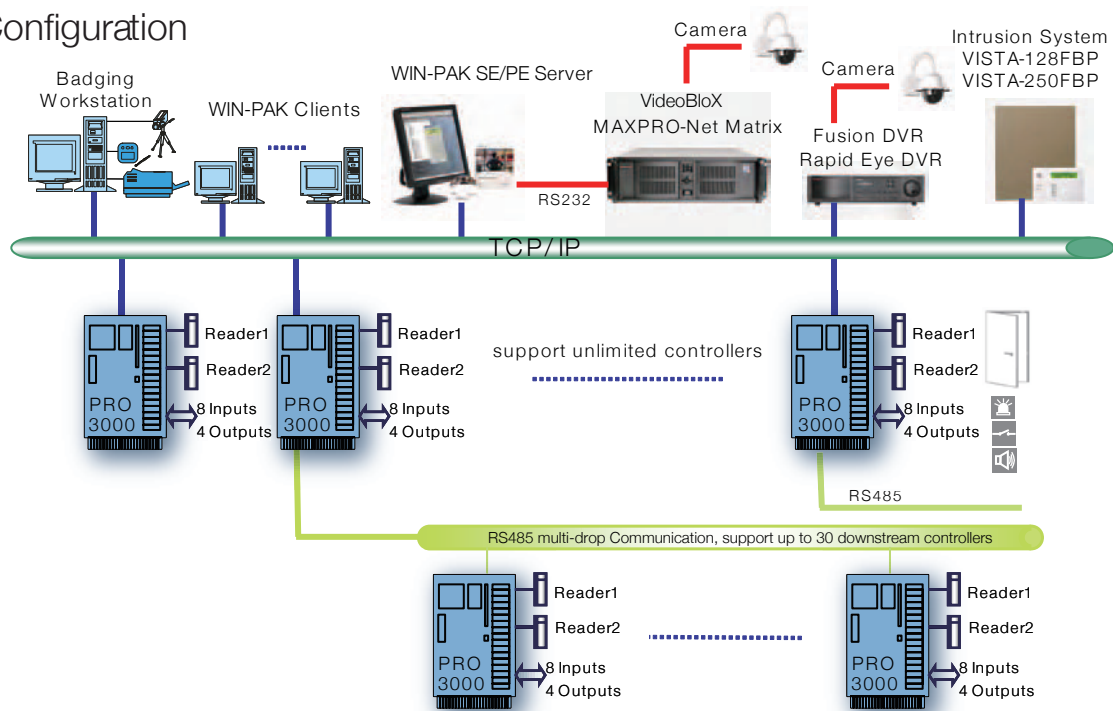 Configuration
Badging
Workstation
WIN-PAK Clients
WIN-PAK SE/PE Server
Camera
VideoBloX
MAXPRO-Net Matrix
RS232
Camera
Fusion DVR
Rapid Eye DVR
Intrusion System
VISTA-128FBP
VISTA-250FBP
TCP/IP
PRO
3000
Reader1
Reader2
8 Inputs
4 Outputs
PRO
3000
Reader1
Reader2
8 Inputs
4 Outputs
support unlimited controllers
PRO
3000
Reader1
Reader2
8 Inputs
4 Outputs
RS485
RS485 multi-drop Communication, support up to 30 downstream controllers
PRO
3000
Reader1
Reader2
8 Inputs
4 Outputs
PRO
3000
Reader1
Reader2
8 Inputs
4 Outputs